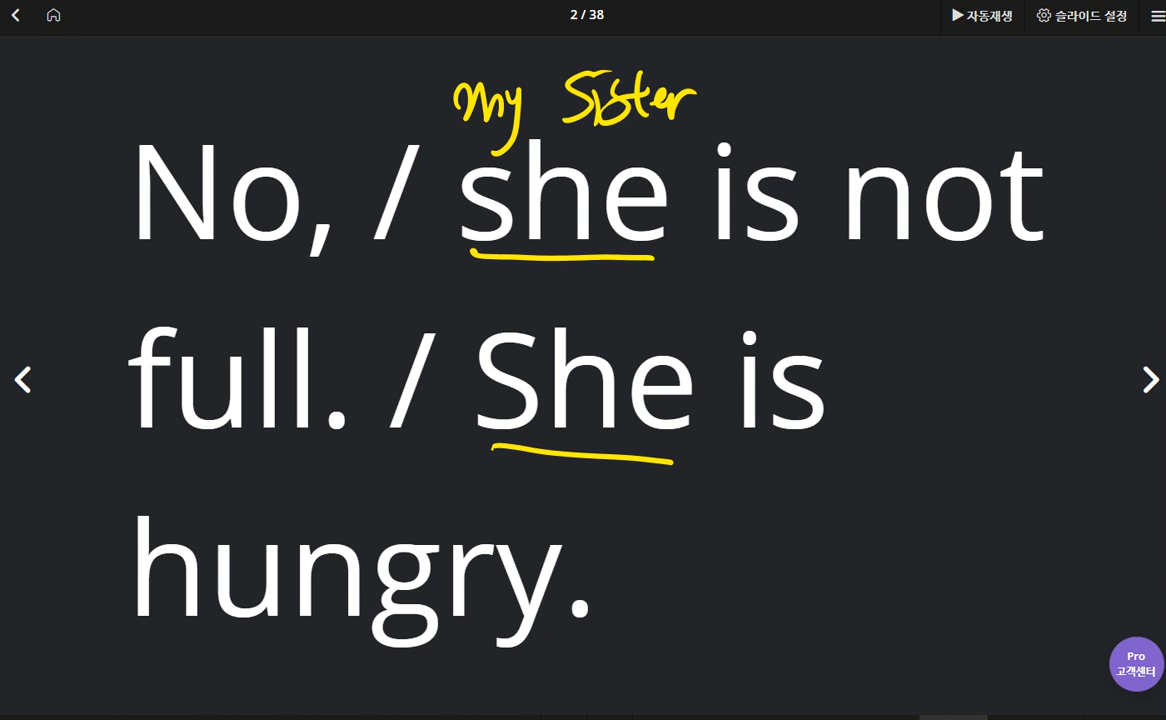 2 / 38
자동재생
슬라이드 설정
my Sister
No, / she is not
full. / She is
hungry.
Pro
고객센터